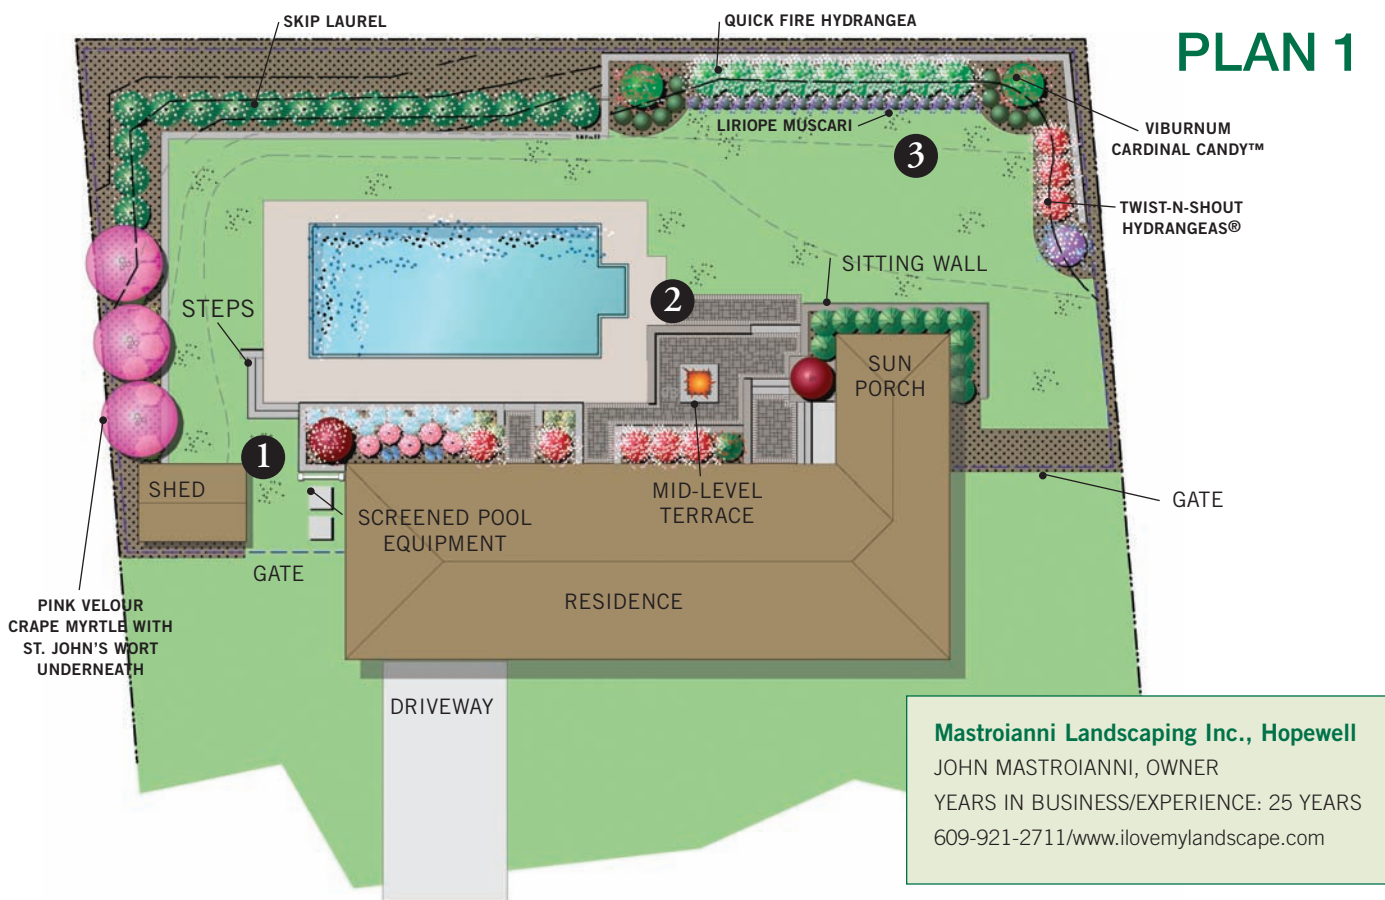 SKIP LAUREL
QUICK FIRE HYDRANGEA
PLAN 1
LIRIOPE MUSCARI
VIBURNUM
CARDINAL CANDY™
3
TWIST-N-SHOUT
HYDRANGEAS®
SITTING WALL
2
STEPS
SUN
PORCH
1
SHED
MID-LEVEL
TERRACE
GATE
SCREENED POOL
EQUIPMENT
GATE
RESIDENCE
PINK VELOUR
CRAPE MYRTLE WITH
ST. JOHN'S WORT
UNDERNEATH
DRIVEWAY
Mastroianni Landscaping Inc., Hopewell
JOHN MASTROIANNI, OWNER
YEARS IN BUSINESS/EXPERIENCE: 25 YEARS
609-921-2711/www.ilovemylandscape.com